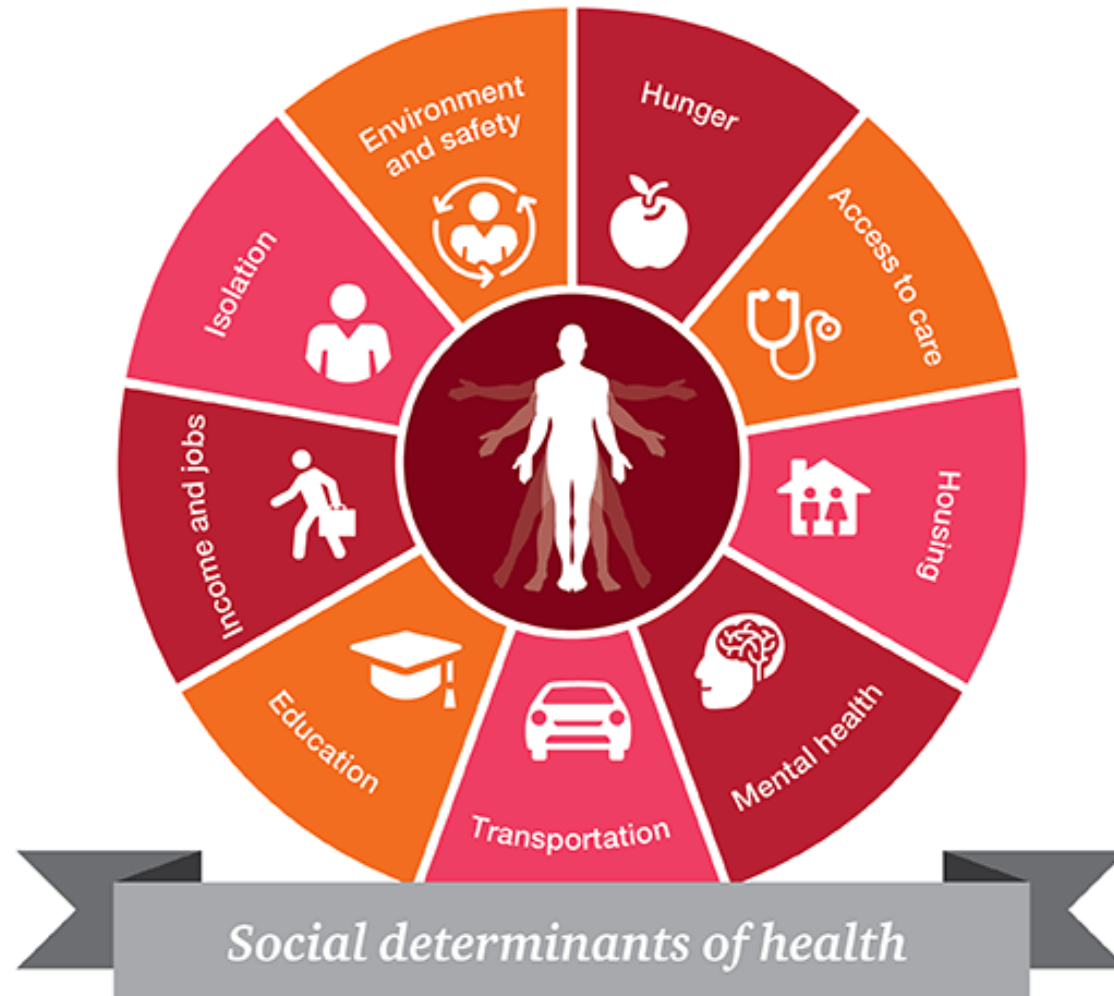 Environment
and safety
Hunger
Access to care
Housing
Mental health
Transportation
Education
Income and jobs
Isolation
Social determinants of health